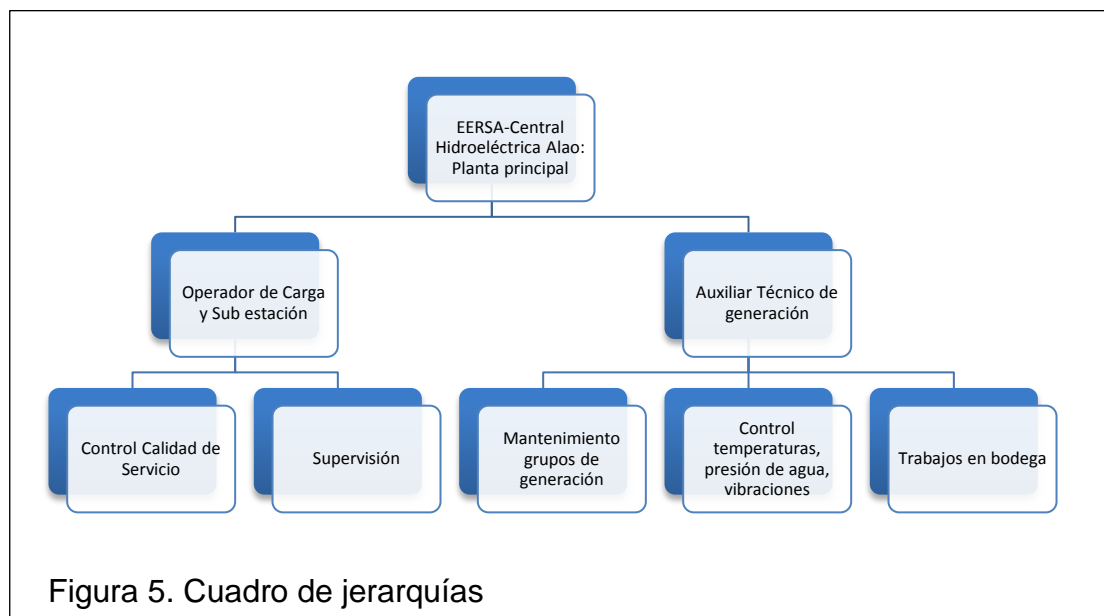 EERSA-Central
Hidroeléctrica Alao:
Planta principal
Operador de Carga
y Sub estación
Auxiliar Técnico de
generación
Control Calidad de
Servicio
Supervisión
Mantenimiento
grupos de
generación
Control
temperaturas,
presión de agua,
vibraciones
Trabajos en bodega
Figura 5. Cuadro de jerarquías